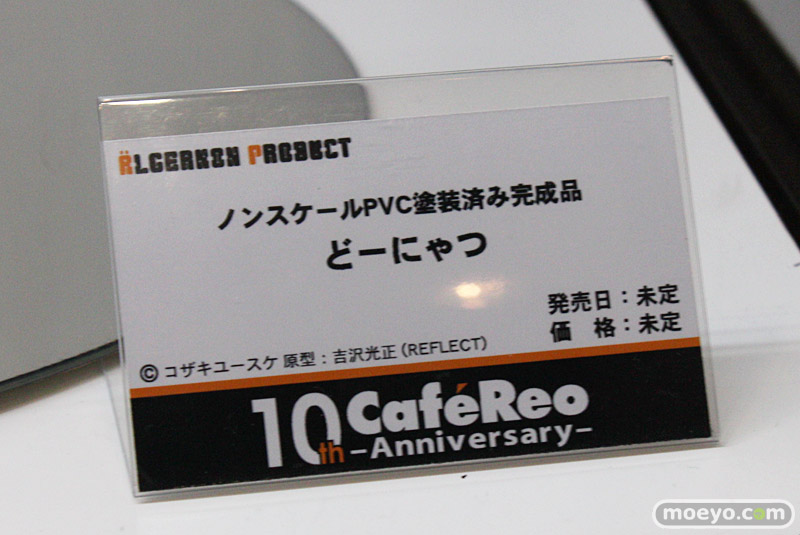 ALGERNON PRODUCT
ノンスケールPVC塗装済み完成品
どーにゃつ
発売日：未定
価　格：未定
© コザキユースケ 原型：吉沢光正（REFLECT）
10th CaféReo
-Anniversary-
moeyo.com